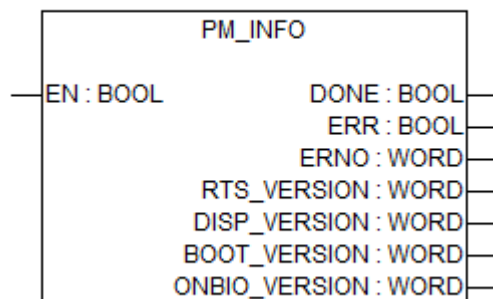 PM_INFO
EN : BOOL DONE : BOOL
ERR : BOOL
ERNO : WORD
RTS_VERSION : WORD
DISP_VERSION : WORD
BOOT_VERSION : WORD
ONBIO_VERSION : WORD